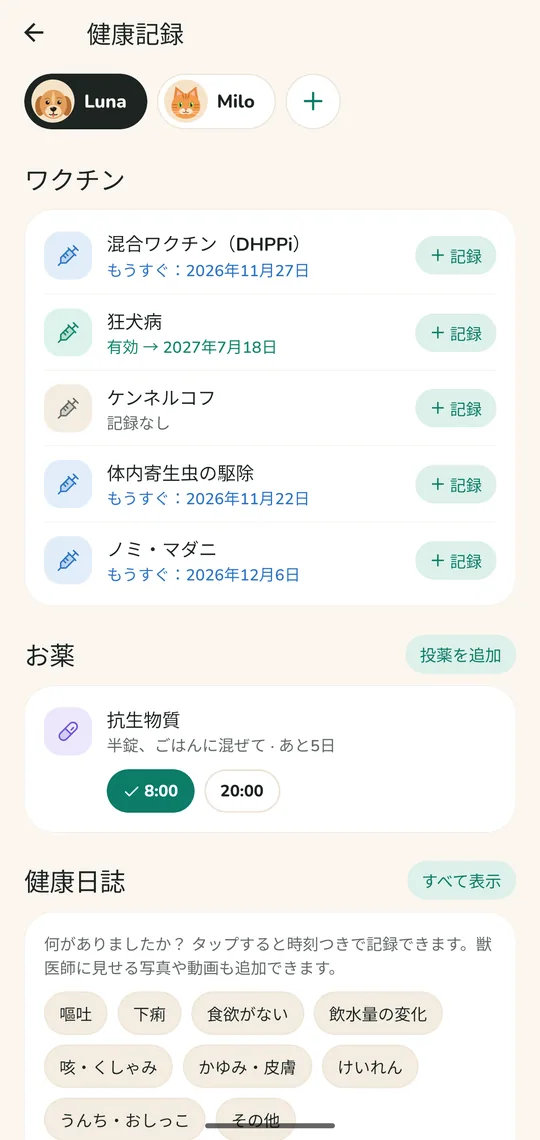 健康記録
Luna
Milo
ワクチン
混合ワクチン（DHPPi）
もうすぐ：2026年11月27日
+ 記録
狂犬病
有効 → 2027年7月18日
+ 記録
ケンネルコフ
記録なし
+ 記録
体内寄生虫の駆除
もうすぐ：2026年11月22日
+ 記録
ノミ・マダニ
もうすぐ：2026年12月6日
+ 記録
お薬
投薬を追加
抗生物質
半錠、ごはんに混ぜて · あと5日
8:00
20:00
健康日誌
すべて表示
何がありましたか？ タップすると時刻つきで記録できます。獣
医師に見せる写真や動画も追加できます。
嘔吐
下痢
食欲がない
飲水量の変化
咳・くしゃみ
かゆみ・皮膚
けいれん
うんち・おしっこ
その他